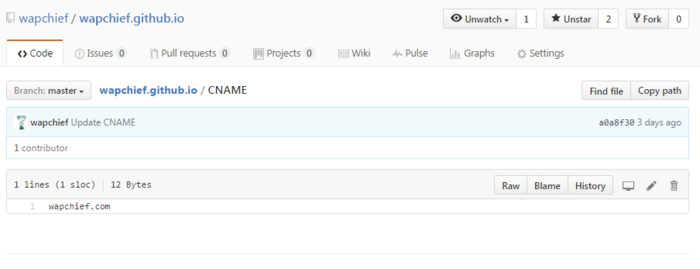 wapchief / wapchief.github.io
Unwatch 1 Unstar 2 Fork 0
Code Issues 0 Pull requests 0 Projects 0 Wiki Pulse Graphs Settings
Branch: master wapchief.github.io / CNAME Find file Copy path
wapchief Update CNAME a0a8f30 3 days ago
1 contributor
1 lines (1 sloc) 12 Bytes Raw Blame History
1 wapchief.com